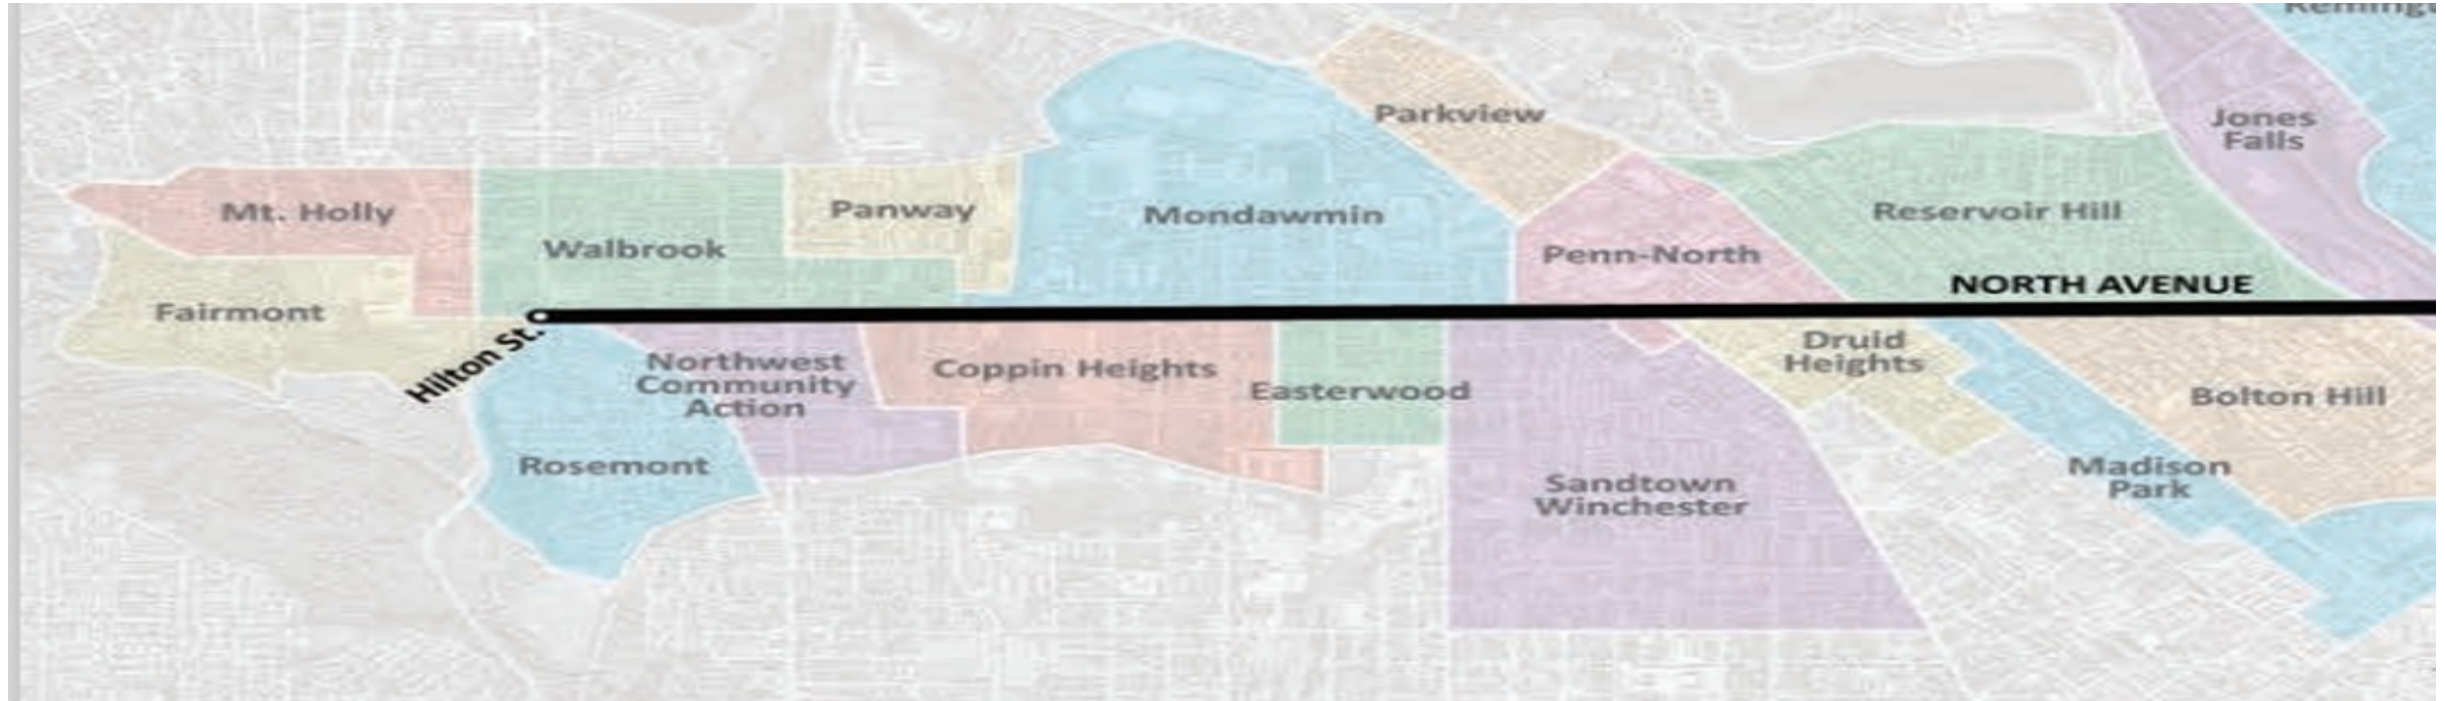 Parkview
Jones
Falls
Mt. Holly
Panway
Mondawmin
Reservoir Hill
Walbrook
Penn-North
NORTH AVENUE
Fairmont
Hilton St.
Northwest
Community
Action
Coppin Heights
Easterwood
Druid
Heights
Bolton Hill
Rosemont
Sandtown
Winchester
Madison
Park